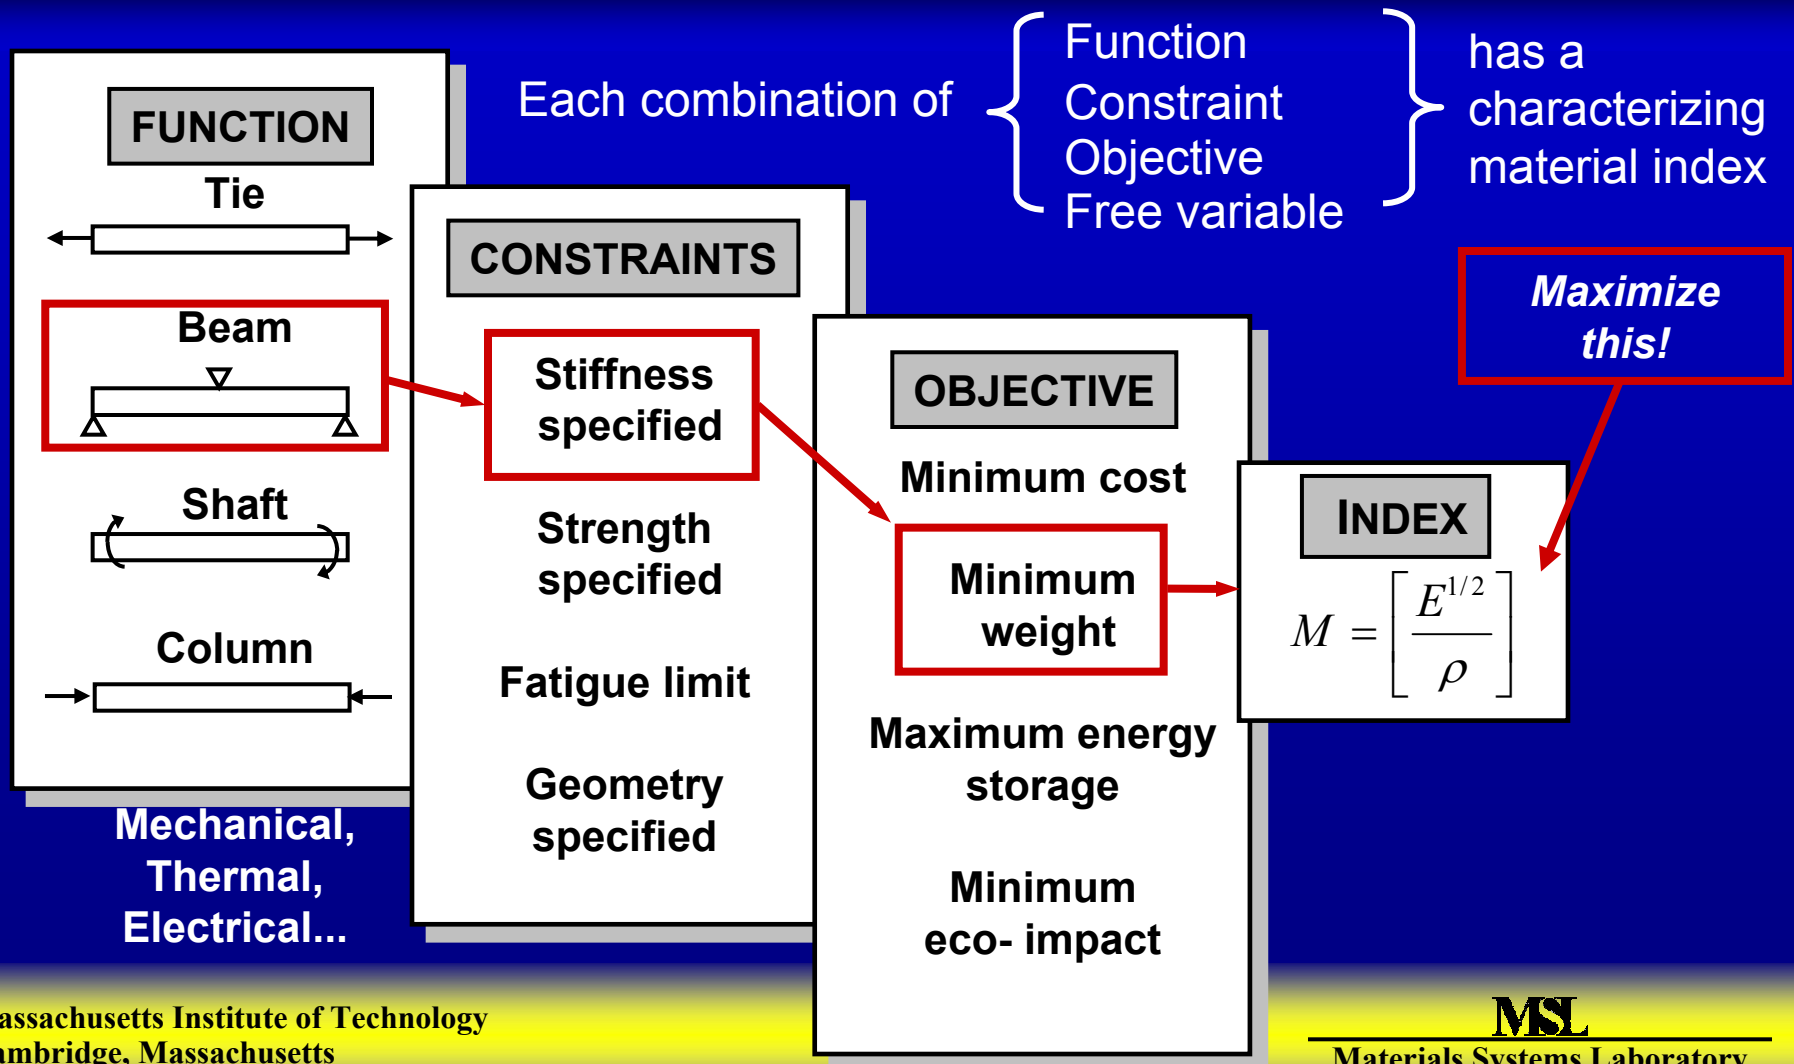 Each combination of
Function
Constraint
Objective
Free variable
has a
characterizing
material index
FUNCTION
Tie
Beam
Shaft
Column
Mechanical,
Thermal,
Electrical...
CONSTRAINTS
Stiffness
specified
Strength
specified
Fatigue limit
Geometry
specified
OBJECTIVE
Minimum cost
Minimum
weight
Maximum energy
storage
Minimum
eco- impact
Maximize
this!
INDEX
M = [E^{1/2} / ρ]
assachusetts Institute of Technology
ambridge, Massachusetts
MSL
Materials Systems Laboratory